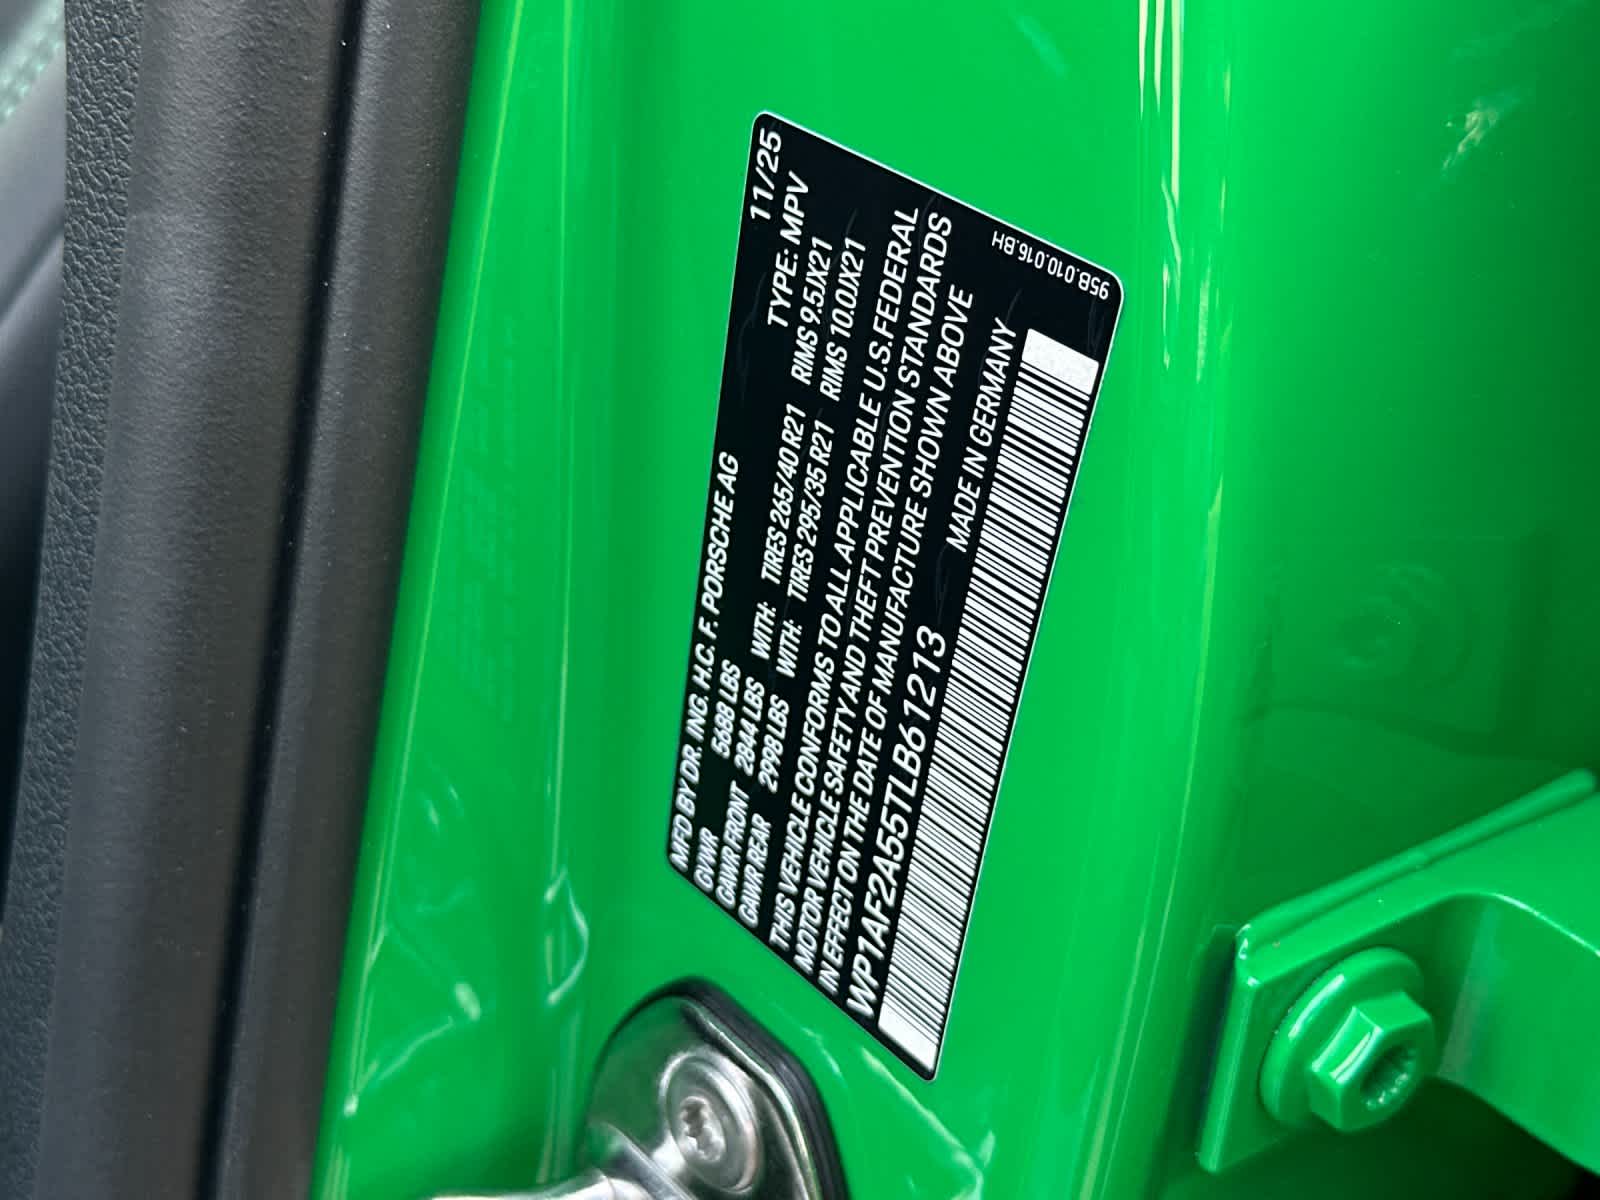 MFD BY DR. ING. H.C. F. PORSCHE AG 11/25
GVWR 5688 LBS TYPE: MPV
GAWR FRONT 2844 LBS WITH: TIRES 265/40 R21 RIMS 9.5JX21
GAWR REAR 2998 LBS WITH: TIRES 295/35 R21 RIMS 10.0JX21
THIS VEHICLE CONFORMS TO ALL APPLICABLE U.S.FEDERAL
MOTOR VEHICLE SAFETY AND THEFT PREVENTION STANDARDS
IN EFFECT ON THE DATE OF MANUFACTURE SHOWN ABOVE
WP1AF2A55TLB61213 MADE IN GERMANY
95B.010.016.BH